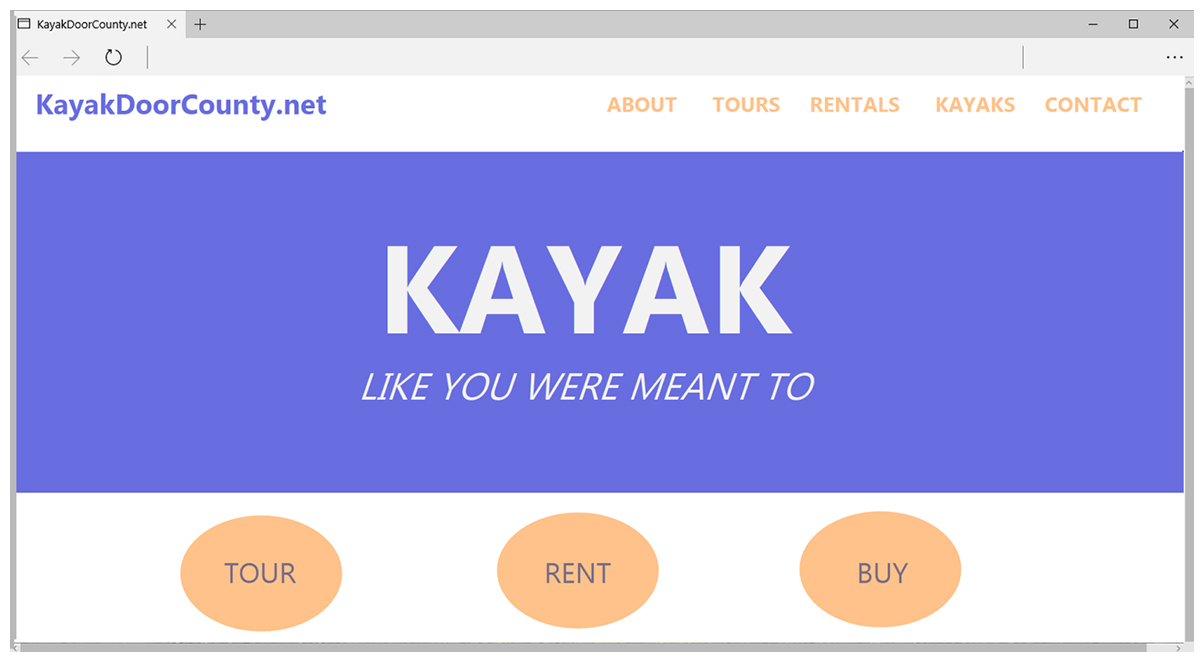 KayakDoorCounty.net
KayakDoorCounty.net ABOUT TOURS RENTALS KAYAKS CONTACT
KAYAK
LIKE YOU WERE MEANT TO
TOUR RENT BUY